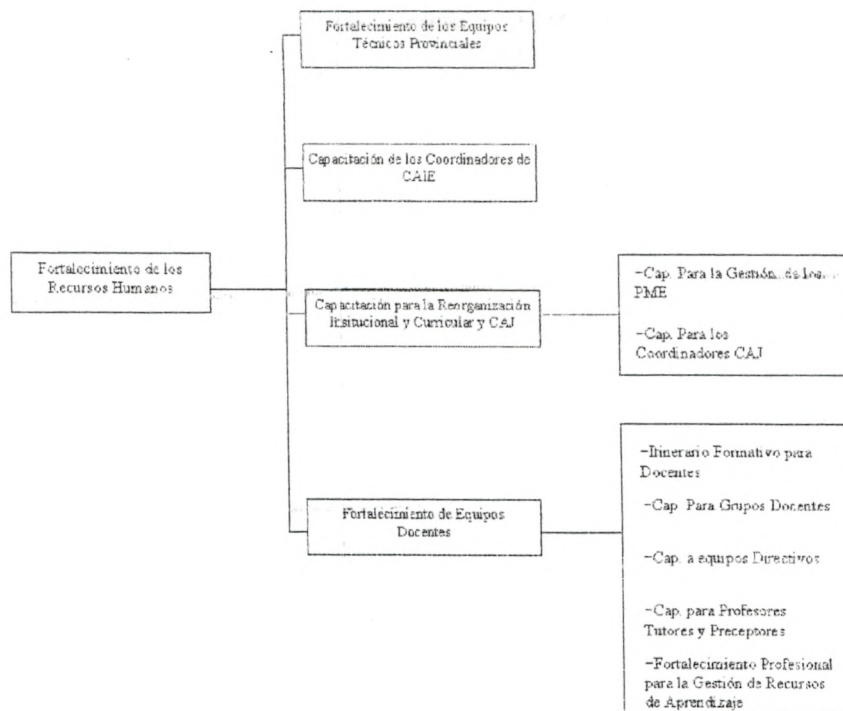 Fortalecimiento de los Equipos
Técnicos Provinciales
Capacitación de los Coordinadores de
CAIE
Fortalecimiento de los
Recursos Humanos
Capacitación para la Reorganización
Insitucional y Curricular y CAJ
-Cap. Para la Gestión de los
PME
-Cap. Para los
Coordinadores CAJ
Fortalecimiento de Equipos
Docentes
-Itinerario Formativo para
Docentes
-Cap. Para Grupos Docentes
-Cap. a equipos Directivos
-Cap. para Profesores
Tutores y Preceptores
-Fortalecimiento Profesional
para la Gestión de Recursos
de Aprendizaje